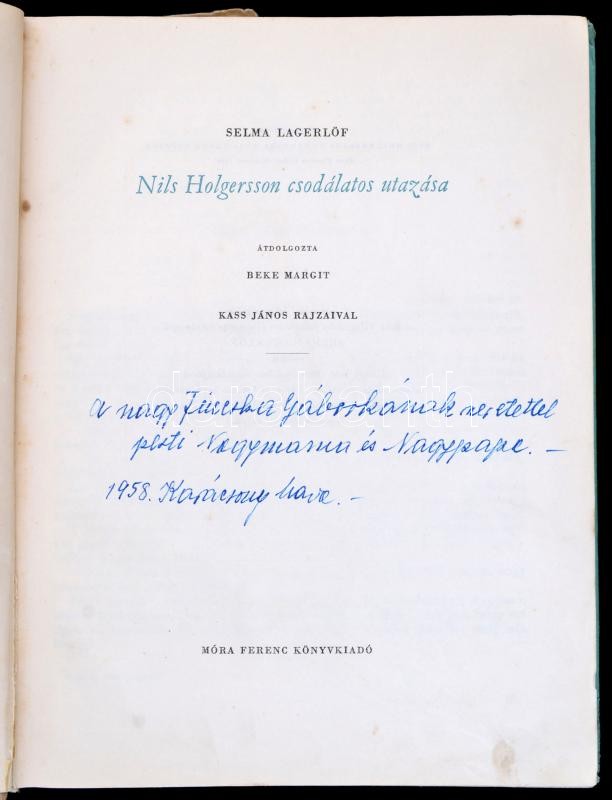 SELMA LAGERLÖF
Nils Holgersson csodálatos utazása
ÁTDOLGOZTA
BEKE MARGIT
KASS JÁNOS RAJZAIVAL
darabanth
A nagy Gáborkának szeretettel
pesti Nagymama és Nagypapa. —
1958. Karácsony hava. —
MÓRA FERENC KÖNYVKIADÓ